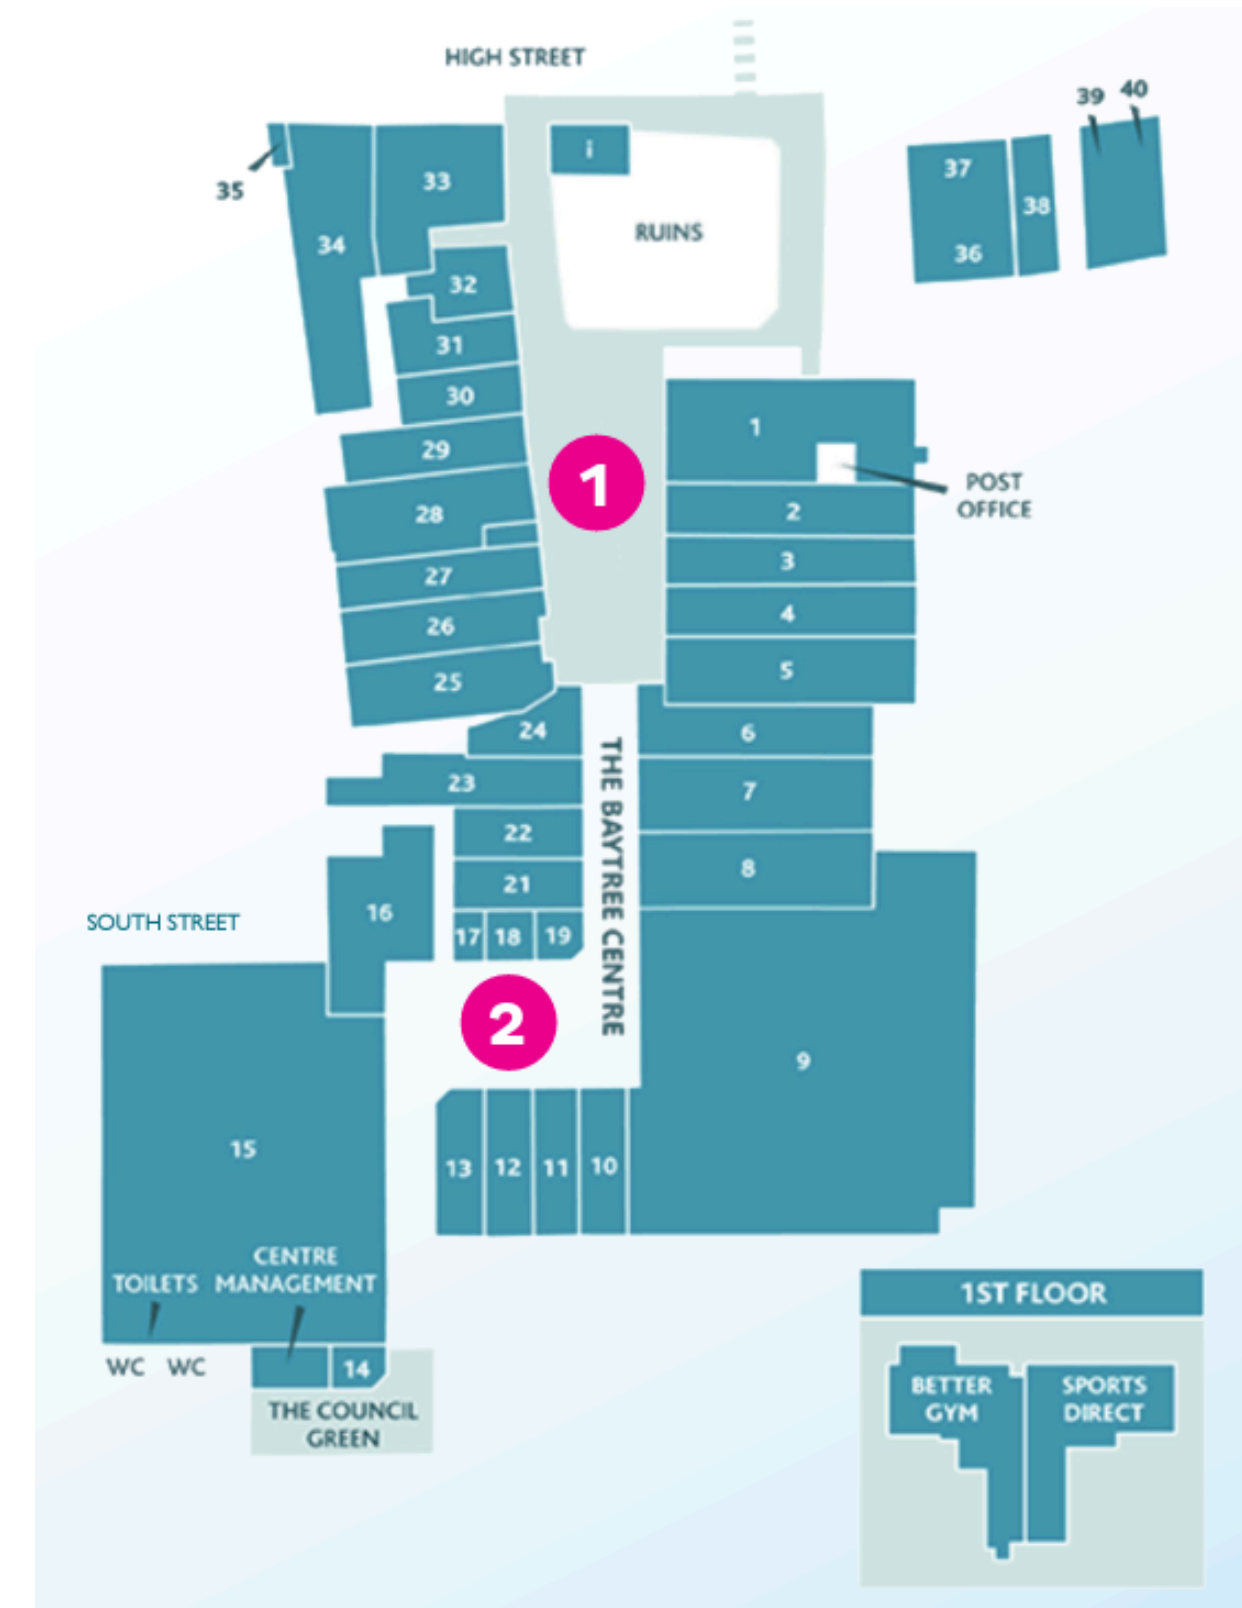 HIGH STREET
39
40
i
35
33
37
34
RUINS
38
36
32
31
30
1
29
1
POST
OFFICE
2
28
3
27
4
26
5
25
24
6
THE BAYTREE CENTRE
23
7
22
8
21
16
SOUTH STREET
17
18
19
2
9
15
13
12
11
10
CENTRE
MANAGEMENT
TOILETS
WC
WC
14
THE COUNCIL
GREEN
1ST FLOOR
BETTER
GYM
SPORTS
DIRECT